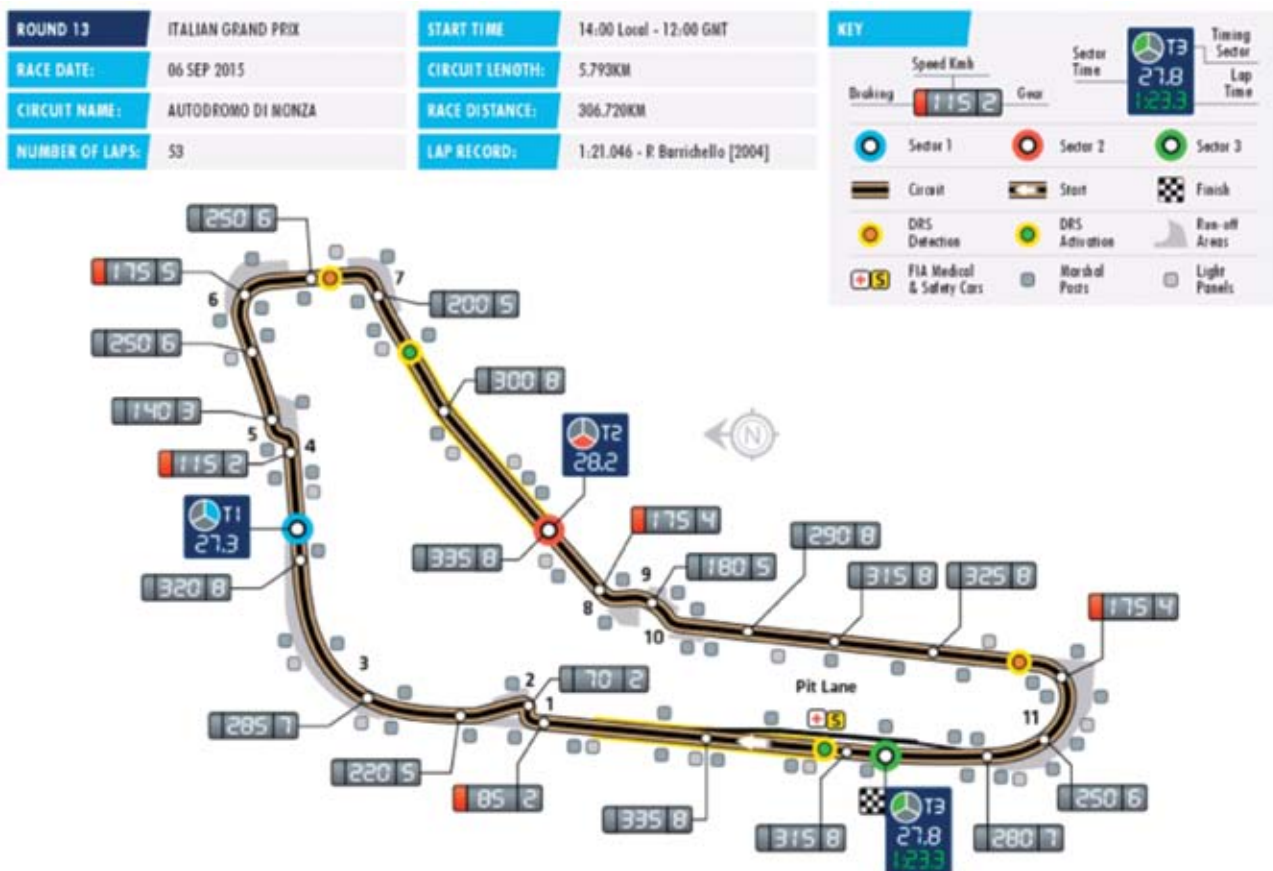 ROUND 13 ITALIAN GRAND PRIX
RACE DATE: 06 SEP 2015
CIRCUIT NAME: AUTODROMO DI MONZA
NUMBER OF LAPS: 53
START TIME 14:00 Local - 12:00 GMT
CIRCUIT LENGTH: 5.793KM
RACE DISTANCE: 306.720KM
LAP RECORD: 1:21.046 - R Barrichello [2004]
KEY
Speed Kmh
Braking 115 2 Gear
Sector Time
T3
27.8
1:23.3
Timing Sector
Lap Time
Sector 1 Sector 2 Sector 3
Circuit Start Finish
DRS Detection
DRS Activation
Run-off Areas
+ S FIA Medical & Safety Cars
Marshal Posts
Light Panels
250 6
175 5
6
7
200 5
250 6
300 8
140 3
5
4
115 2
T2
28.2
N
T1
27.3
335 8
175 4
290 8
320 8
8
9
180 5
315 8
325 8
175 4
10
3
2
70 2
1
Pit Lane
+ S
11
285 7
220 5
85 2
335 8
315 8
T3
27.8
1:23.3
280 7
250 6